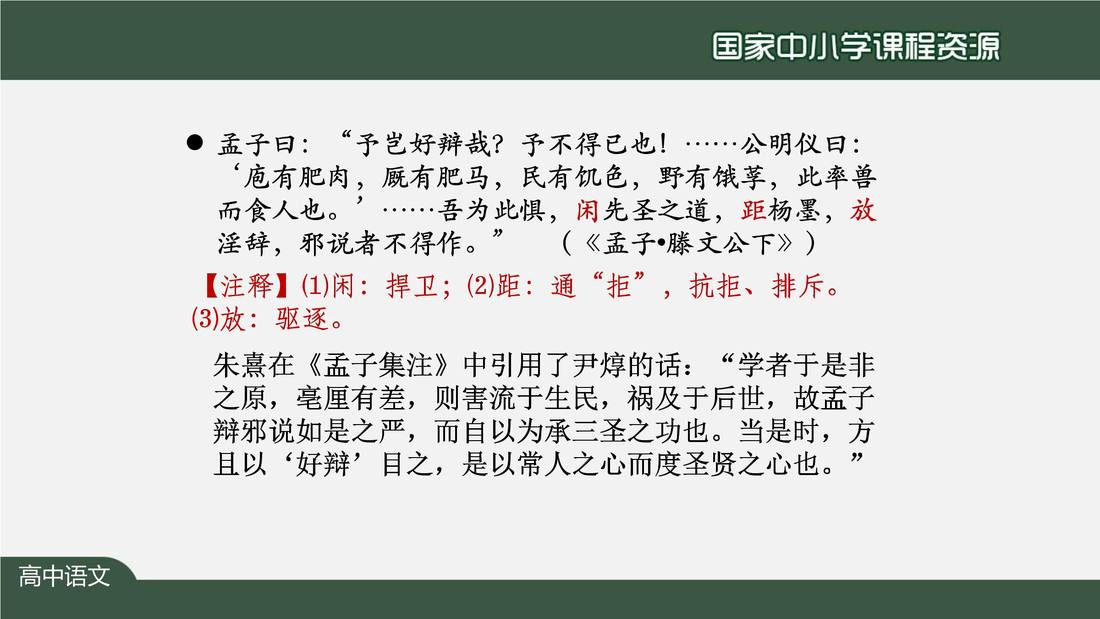 国家中小学课程资源
● 孟子曰：“予岂好辩哉？予不得已也！……公明仪曰：
‘庖有肥肉，厩有肥马，民有饥色，野有饿莩，此率兽
而食人也。’……吾为此惧，闲先圣之道，距杨墨，放
淫辞，邪说者不得作。”　（《孟子•滕文公下》）
【注释】⑴闲：捍卫；⑵距：通“拒”，抗拒、排斥。
⑶放：驱逐。
朱熹在《孟子集注》中引用了尹焞的话：“学者于是非
之原，亳厘有差，则害流于生民，祸及于后世，故孟子
辩邪说如是之严，而自以为承三圣之功也。当是时，方
且以‘好辩’目之，是以常人之心而度圣贤之心也。”
高中语文